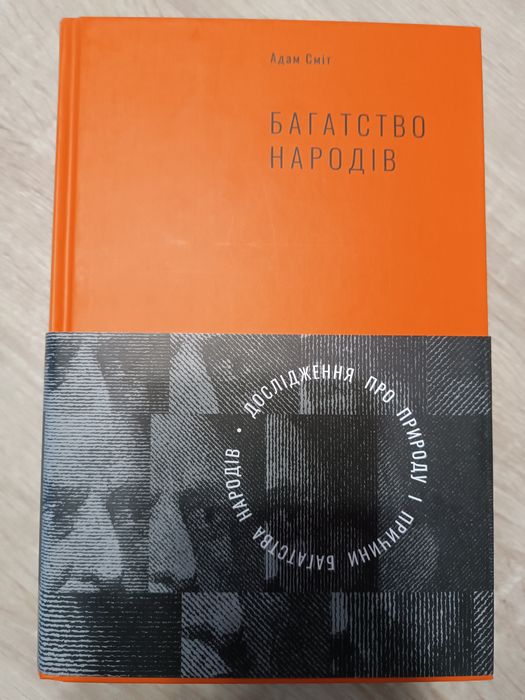 Адам Сміт
БАГАТСТВО
НАРОДІВ
ДОСЛІДЖЕННЯ ПРО ПРИРОДУ І ПРИЧИНИ БАГАТСТВА НАРОДІВ •